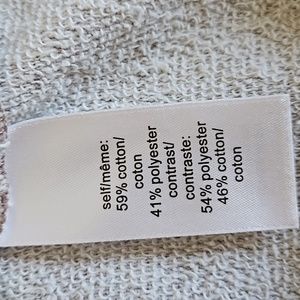 self/même:
59% cotton/
coton
41% polyester
contrast/
contraste:
54% polyester
46% cotton/
coton